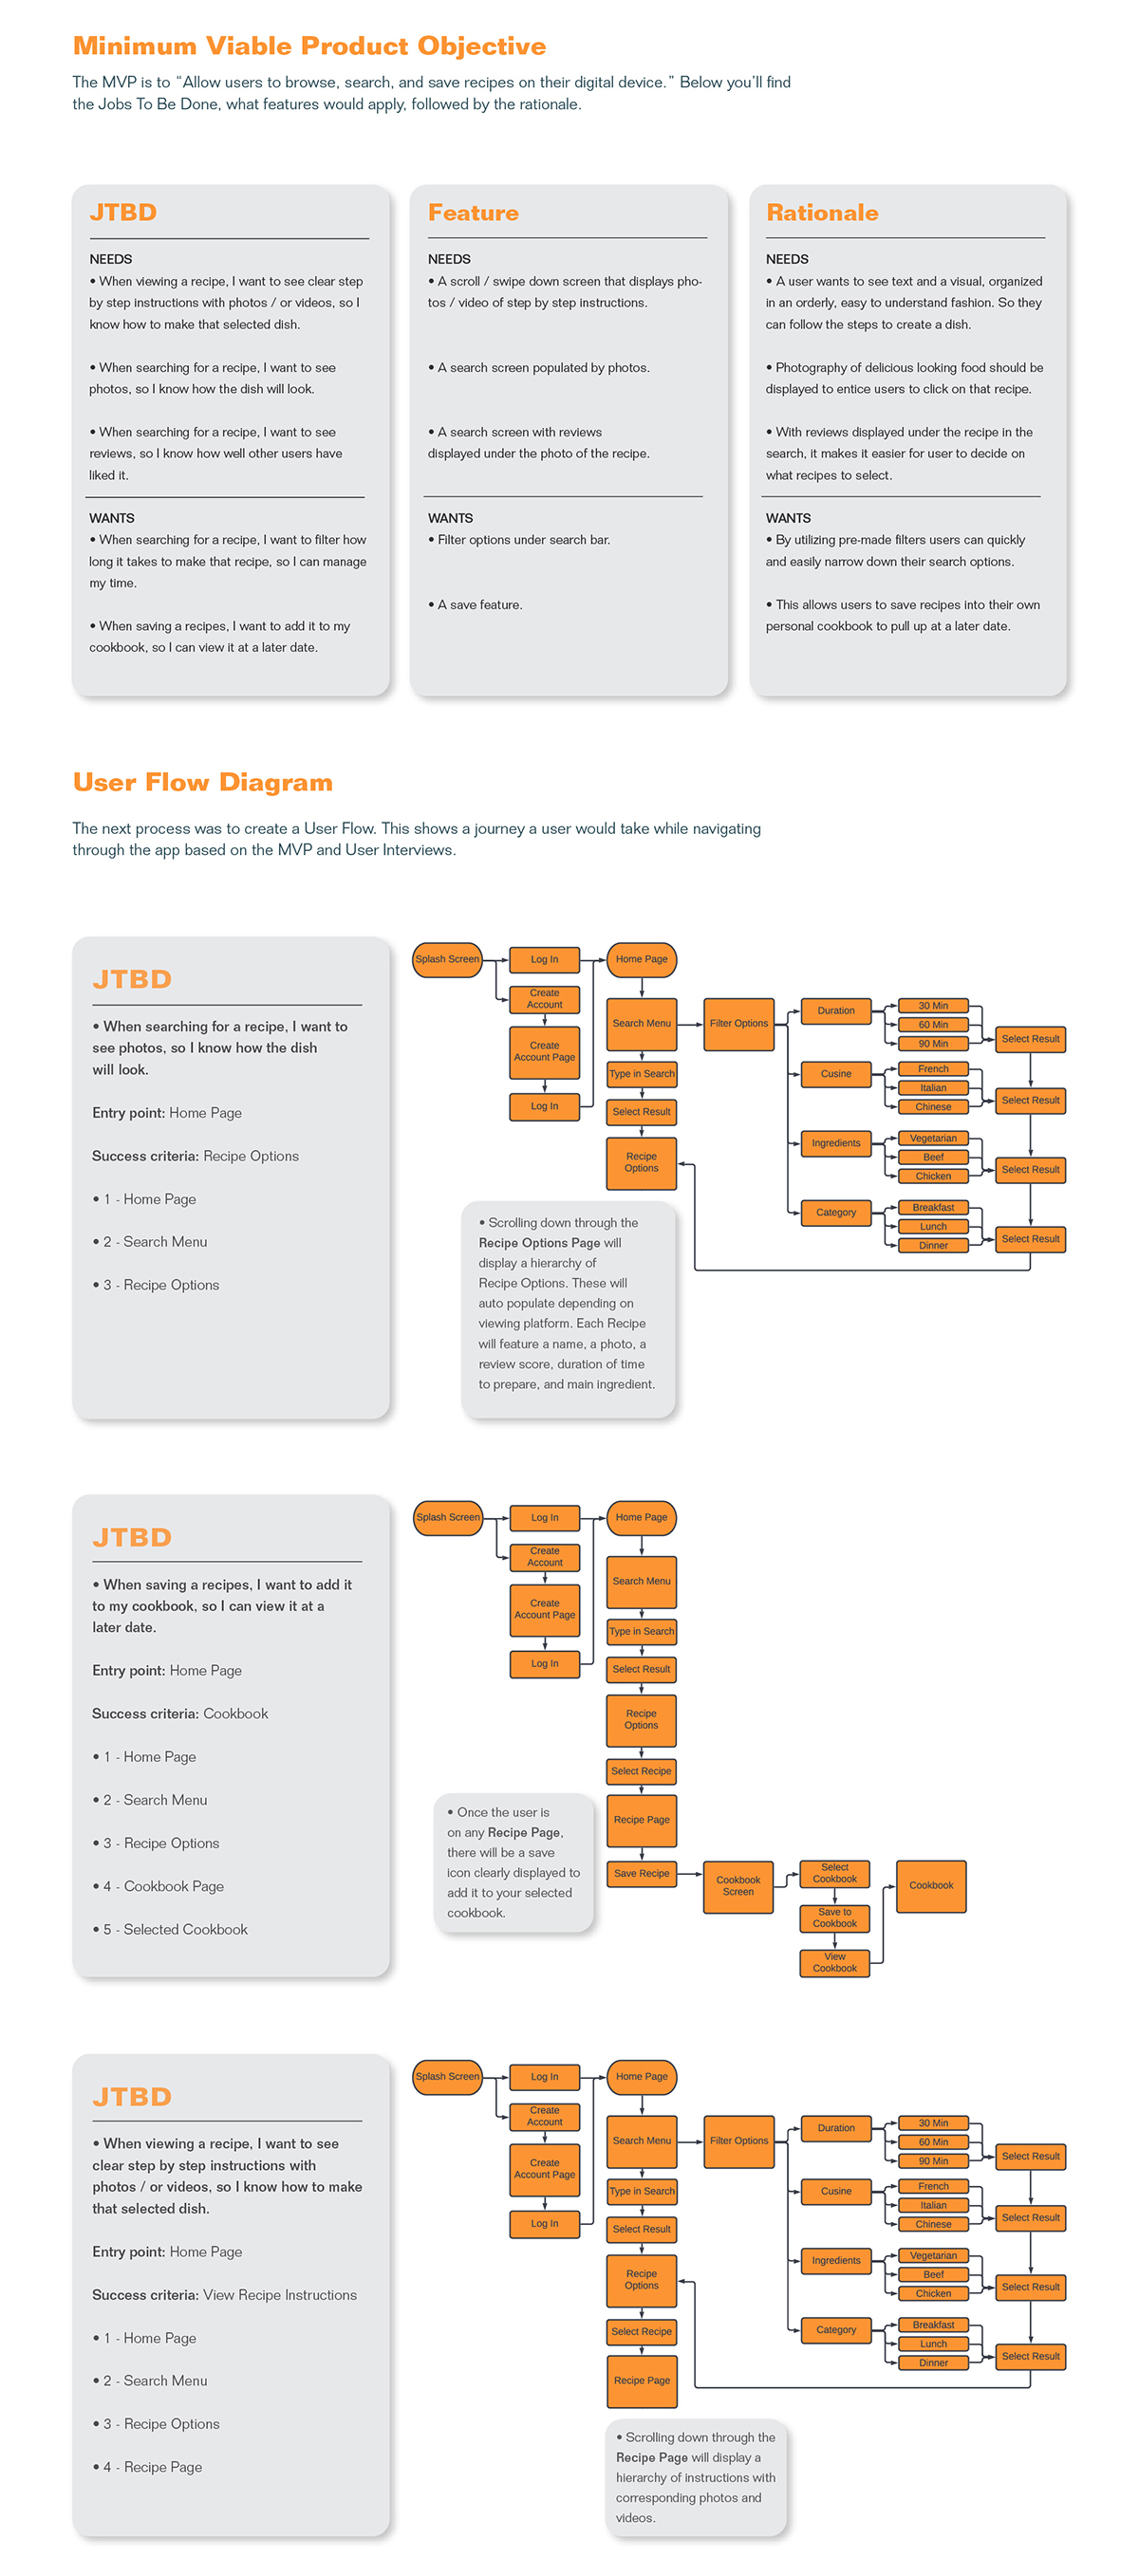 Minimum Viable Product Objective
The MVP is to “Allow users to browse, search, and save recipes on their digital device.” Below you’ll find
the Jobs To Be Done, what features would apply, followed by the rationale.
JTBD
NEEDS
• When viewing a recipe, I want to see clear step
by step instructions with photos / or videos, so I
know how to make that selected dish.
• When searching for a recipe, I want to see
photos, so I know how the dish will look.
• When searching for a recipe, I want to see
reviews, so I know how well other users have
liked it.
WANTS
• When searching for a recipe, I want to filter how
long it takes to make that recipe, so I can manage
my time.
• When saving a recipes, I want to add it to my
cookbook, so I can view it at a later date.
Feature
NEEDS
• A scroll / swipe down screen that displays pho-
tos / video of step by step instructions.
• A search screen populated by photos.
• A search screen with reviews
displayed under the photo of the recipe.
WANTS
• Filter options under search bar.
• A save feature.
Rationale
NEEDS
• A user wants to see text and a visual, organized
in an orderly, easy to understand fashion. So they
can follow the steps to create a dish.
• Photography of delicious looking food should be
displayed to entice users to click on that recipe.
• With reviews displayed under the recipe in the
search, it makes it easier for user to decide on
what recipes to select.
WANTS
• By utilizing pre-made filters users can quickly
and easily narrow down their search options.
• This allows users to save recipes into their own
personal cookbook to pull up at a later date.
User Flow Diagram
The next process was to create a User Flow. This shows a journey a user would take while navigating
through the app based on the MVP and User Interviews.
JTBD
• When searching for a recipe, I want to
see photos, so I know how the dish
will look.
Entry point: Home Page
Success criteria: Recipe Options
• 1 - Home Page
• 2 - Search Menu
• 3 - Recipe Options
Splash Screen
Log In
Create
Account
Create
Account Page
Log In
Home Page
Search Menu
Type in Search
Select Result
Recipe
Options
Filter Options
Duration
30 Min
60 Min
90 Min
Select Result
Cusine
French
Italian
Chinese
Select Result
Ingredients
Vegetarian
Beef
Chicken
Select Result
Category
Breakfast
Lunch
Dinner
Select Result
• Scrolling down through the
Recipe Options Page will
display a hierarchy of
Recipe Options. These will
auto populate depending on
viewing platform. Each Recipe
will feature a name, a photo, a
review score, duration of time
to prepare, and main ingredient.
JTBD
• When saving a recipes, I want to add it
to my cookbook, so I can view it at a
later date.
Entry point: Home Page
Success criteria: Cookbook
• 1 - Home Page
• 2 - Search Menu
• 3 - Recipe Options
• 4 - Cookbook Page
• 5 - Selected Cookbook
Splash Screen
Log In
Create
Account
Create
Account Page
Log In
Home Page
Search Menu
Type in Search
Select Result
Recipe
Options
Select Recipe
Recipe Page
Save Recipe
Cookbook
Screen
Select
Cookbook
Save to
Cookbook
View
Cookbook
Cookbook
• Once the user is
on any Recipe Page,
there will be a save
icon clearly displayed to
add it to your selected
cookbook.
JTBD
• When viewing a recipe, I want to see
clear step by step instructions with
photos / or videos, so I know how to make
that selected dish.
Entry point: Home Page
Success criteria: View Recipe Instructions
• 1 - Home Page
• 2 - Search Menu
• 3 - Recipe Options
• 4 - Recipe Page
Splash Screen
Log In
Create
Account
Create
Account Page
Log In
Home Page
Search Menu
Type in Search
Select Result
Recipe
Options
Select Recipe
Recipe Page
Filter Options
Duration
30 Min
60 Min
90 Min
Select Result
Cusine
French
Italian
Chinese
Select Result
Ingredients
Vegetarian
Beef
Chicken
Select Result
Category
Breakfast
Lunch
Dinner
Select Result
• Scrolling down through the
Recipe Page will display a
hierarchy of instructions with
corresponding photos and
videos.